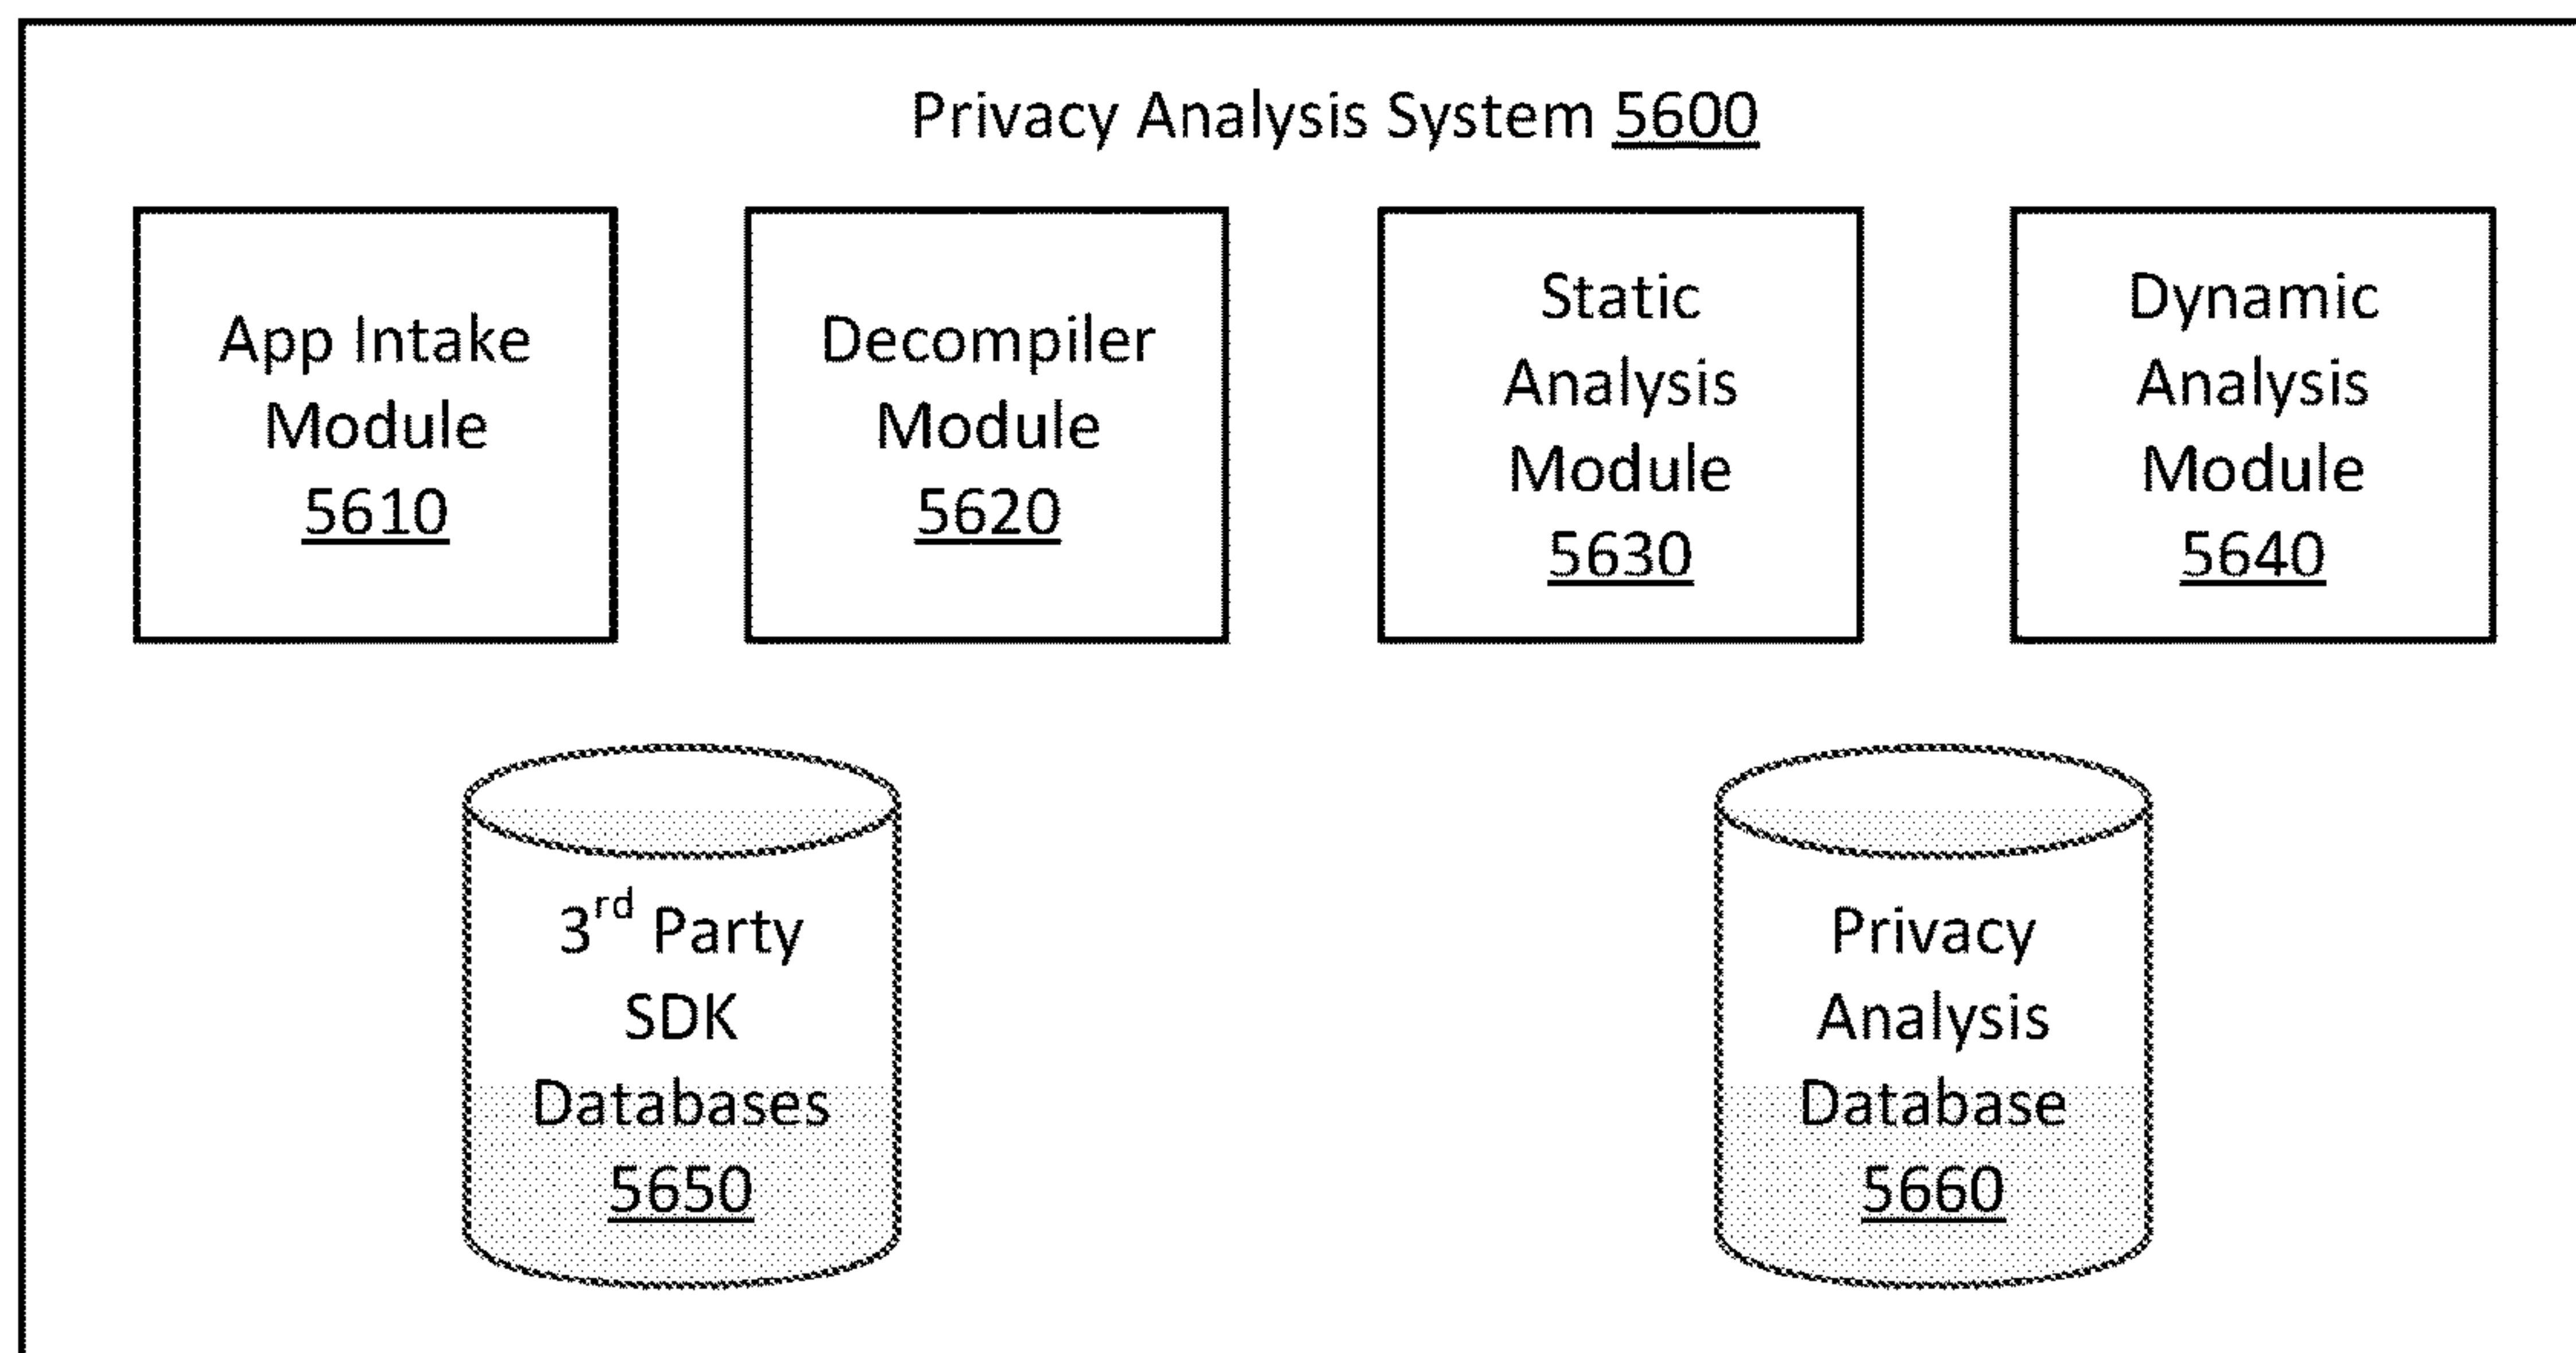 Privacy Analysis System 5600
App Intake
Module
5610
Decompiler
Module
5620
Static
Analysis
Module
5630
Dynamic
Analysis
Module
5640
3rd Party
SDK
Databases
5650
Privacy
Analysis
Database
5660